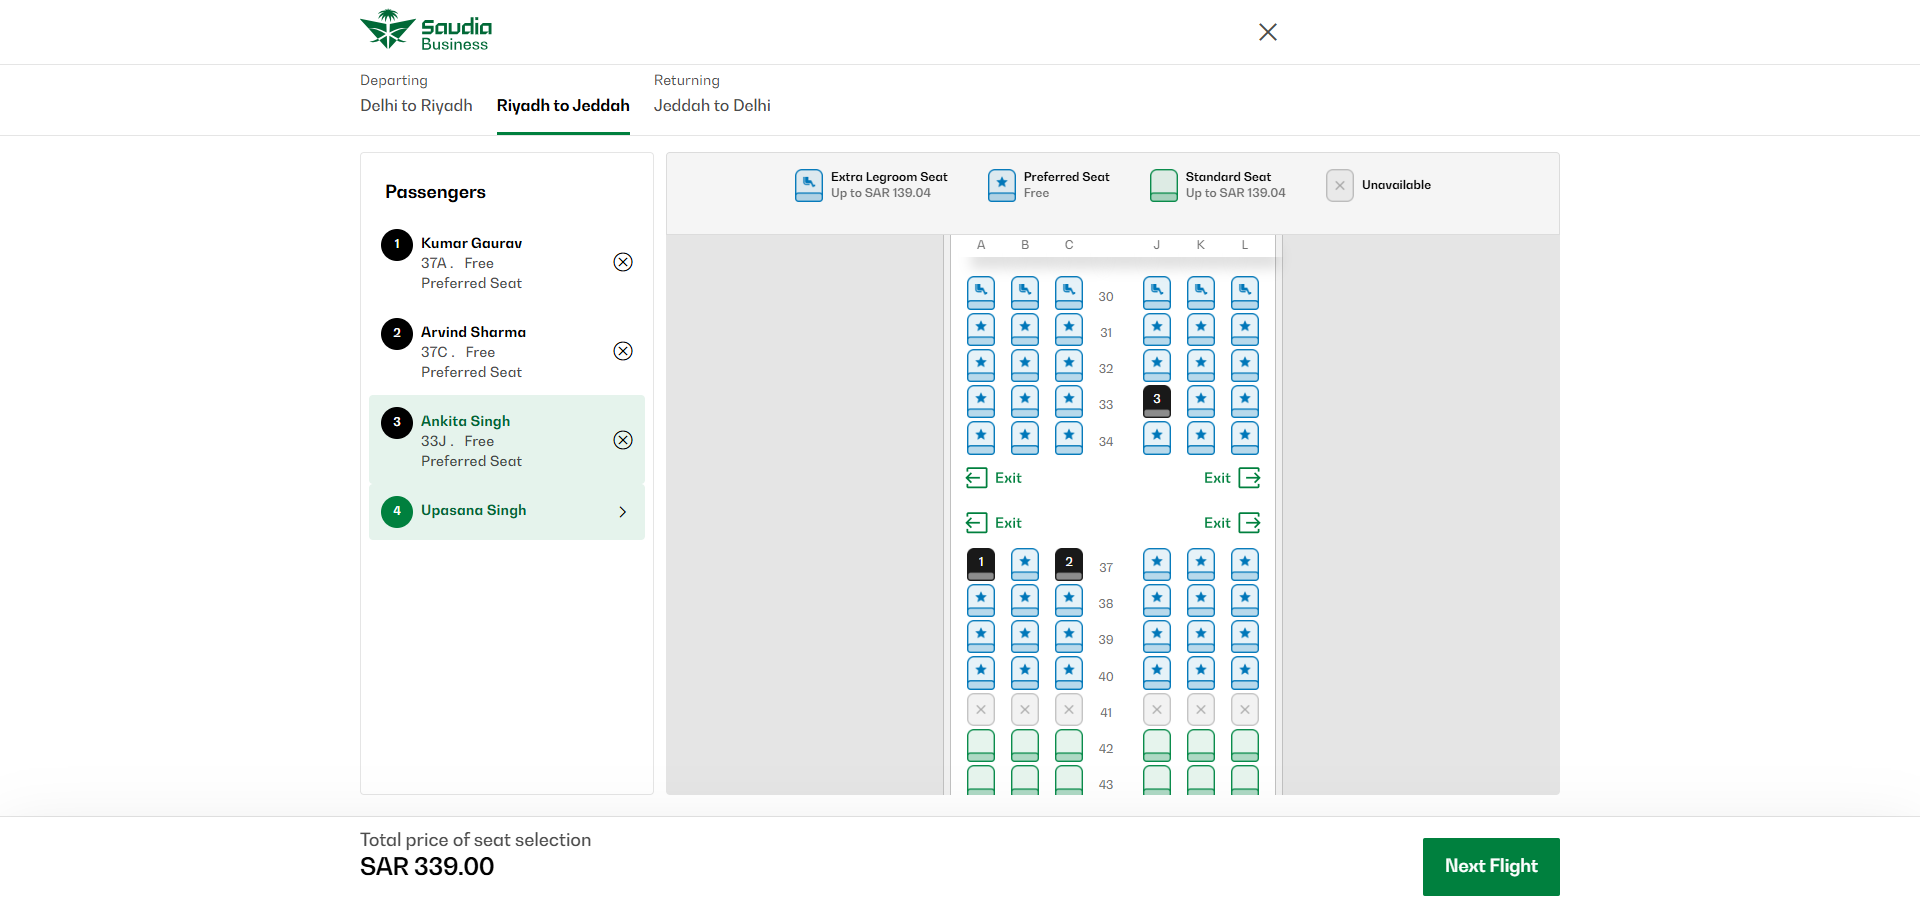 Saudia
Business
Departing
Returning
Delhi to Riyadh
Riyadh to Jeddah
Jeddah to Delhi
Passengers
1
Kumar Gaurav
37A . Free
Preferred Seat
2
Arvind Sharma
37C . Free
Preferred Seat
3
Ankita Singh
33J . Free
Preferred Seat
4
Upasana Singh
Extra Legroom Seat
Up to SAR 139.04
Preferred Seat
Free
Standard Seat
Up to SAR 139.04
Unavailable
A B C J K L
30
31
32
33 3
34
Exit Exit
Exit Exit
1 2 37
38
39
40
41
42
43
Total price of seat selection
SAR 339.00
Next Flight